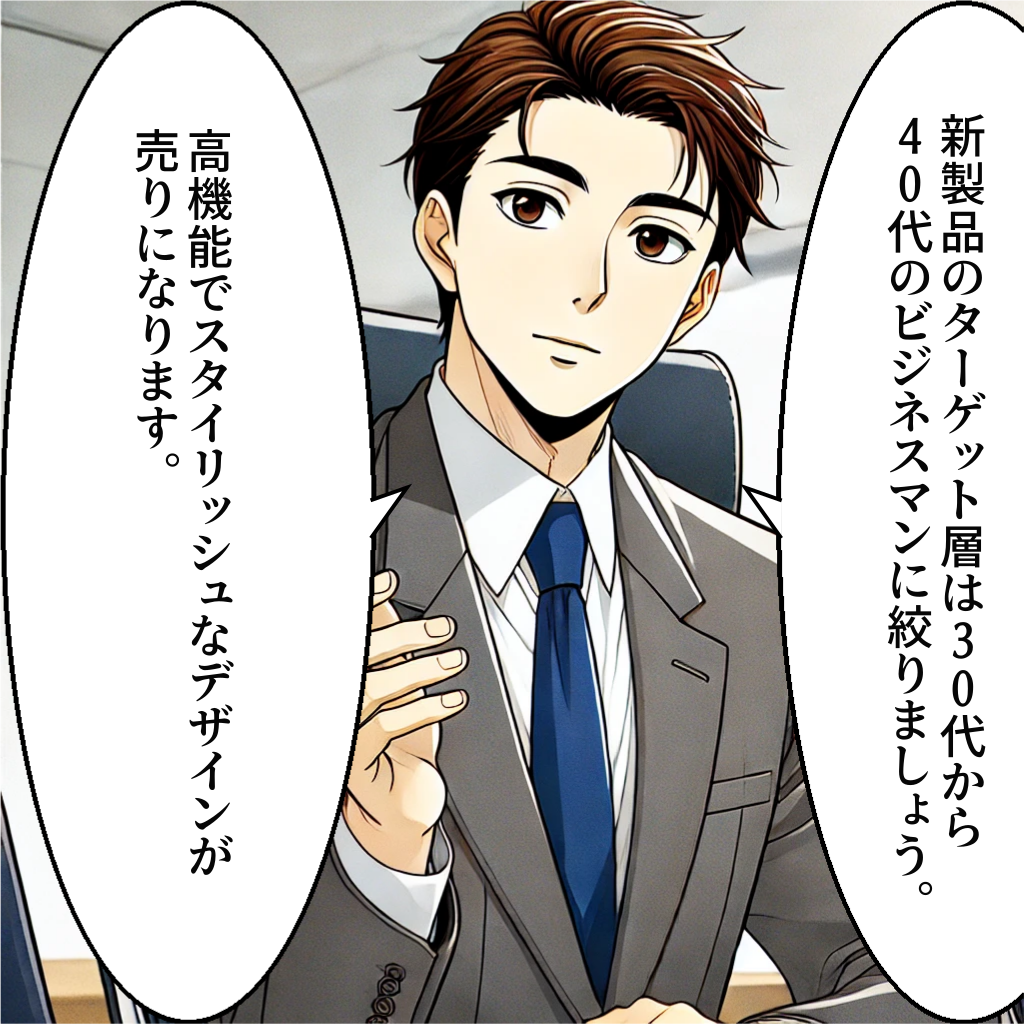 新製品のターゲット層は30代から
40代のビジネスマンに絞りましょう。
高機能でスタイリッシュなデザインが
売りになります。